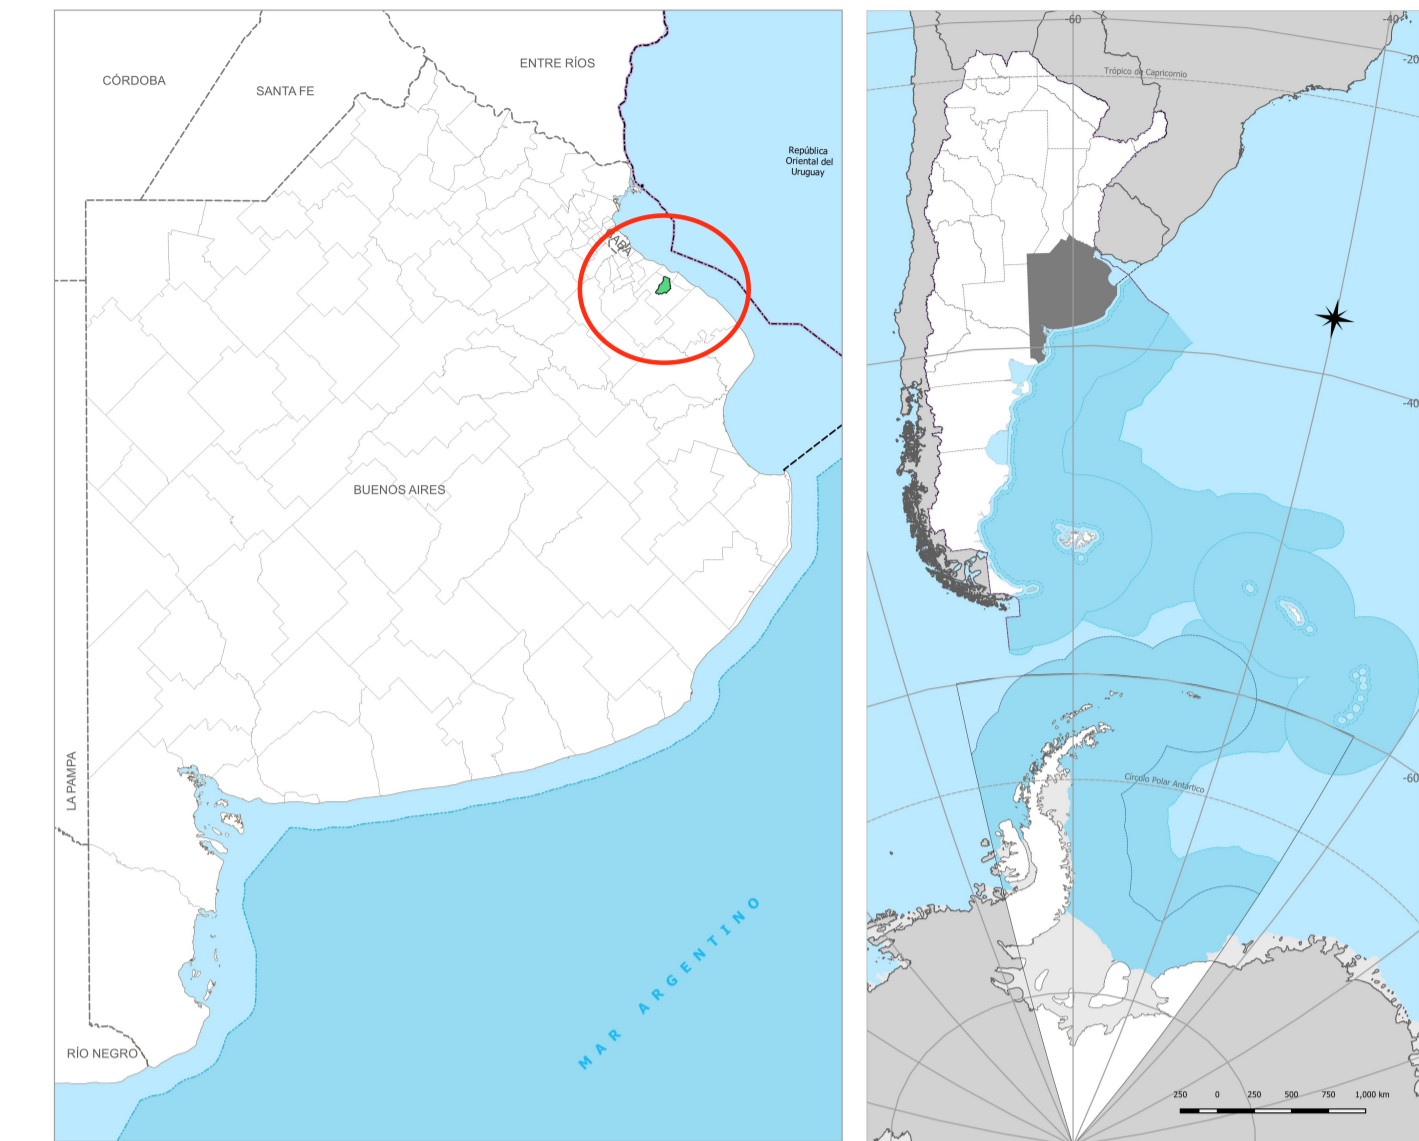 CÓRDOBA
SANTA FE
ENTRE RÍOS
República
Oriental del
Uruguay
CABA
BUENOS AIRES
LA PAMPA
RÍO NEGRO
MAR ARGENTINO
-60
-40
-20
Trópico de Capricornio
-40
-60
Círculo Polar Antártico
250 0 250 500 750 1,000 km